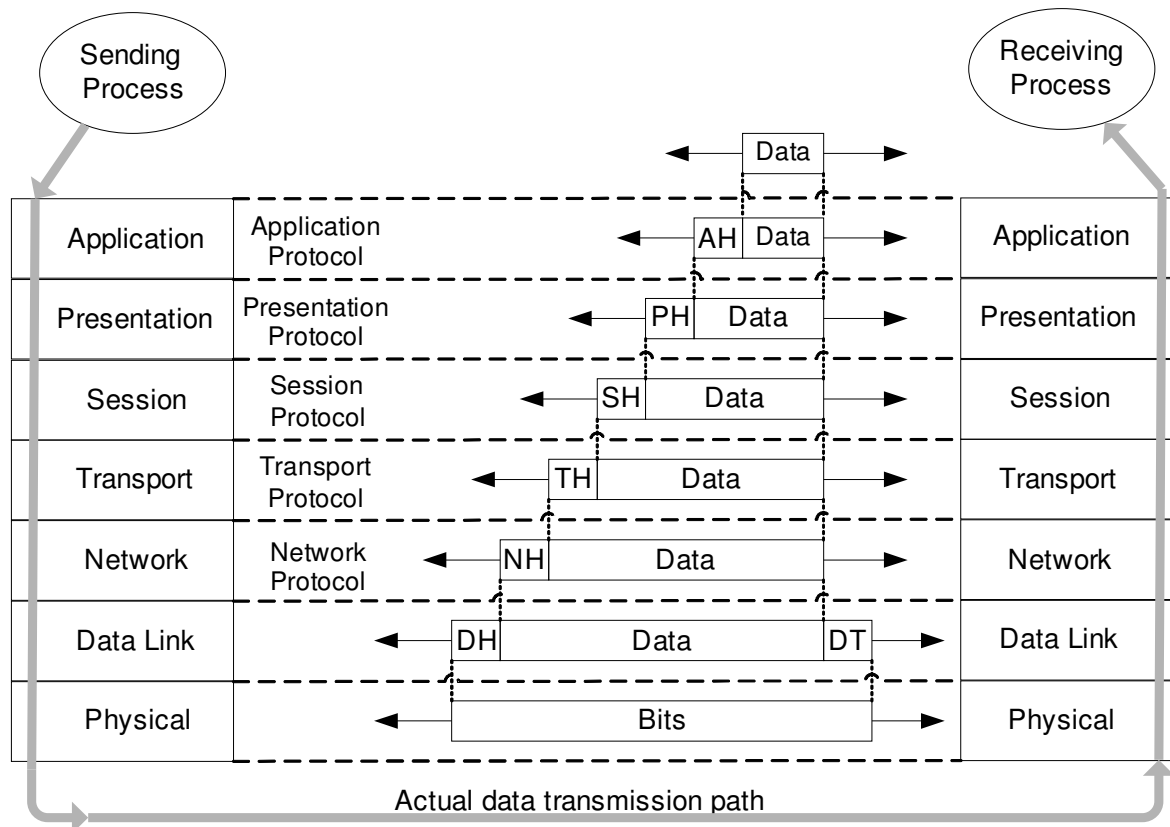 Sending
Process
Receiving
Process
Data
Application
Application
Protocol
AH Data
Application
Presentation
Presentation
Protocol
PH Data
Presentation
Session
Session
Protocol
SH Data
Session
Transport
Transport
Protocol
TH Data
Transport
Network
Network
Protocol
NH Data
Network
Data Link
DH Data DT
Data Link
Physical
Bits
Physical
Actual data transmission path